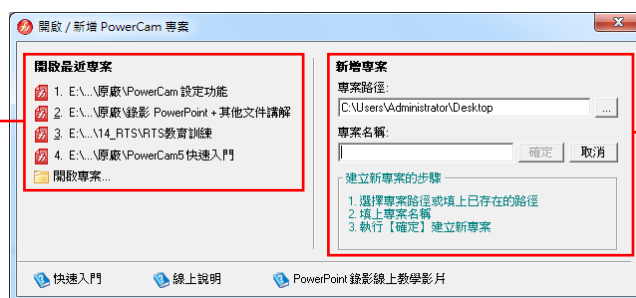 開啟 / 新增 PowerCam 專案
開啟最近專案
1. E:\...\原廠\PowerCam 設定功能
2. E:\...\原廠\錄影 PowerPoint + 其他文件講解
3. E:\...\14_RTS\RTS教育訓練
4. E:\...\原廠\PowerCam5 快速入門
開啟專案...
新增專案
專案路徑:
C:\Users\Administrator\Desktop
...
專案名稱:
確定
取消
建立新專案的步驟
1. 選擇專案路徑或填上已存在的路徑
2. 填上專案名稱
3. 執行【確定】建立新專案
快速入門
線上說明
PowerPoint 錄影線上教學影片